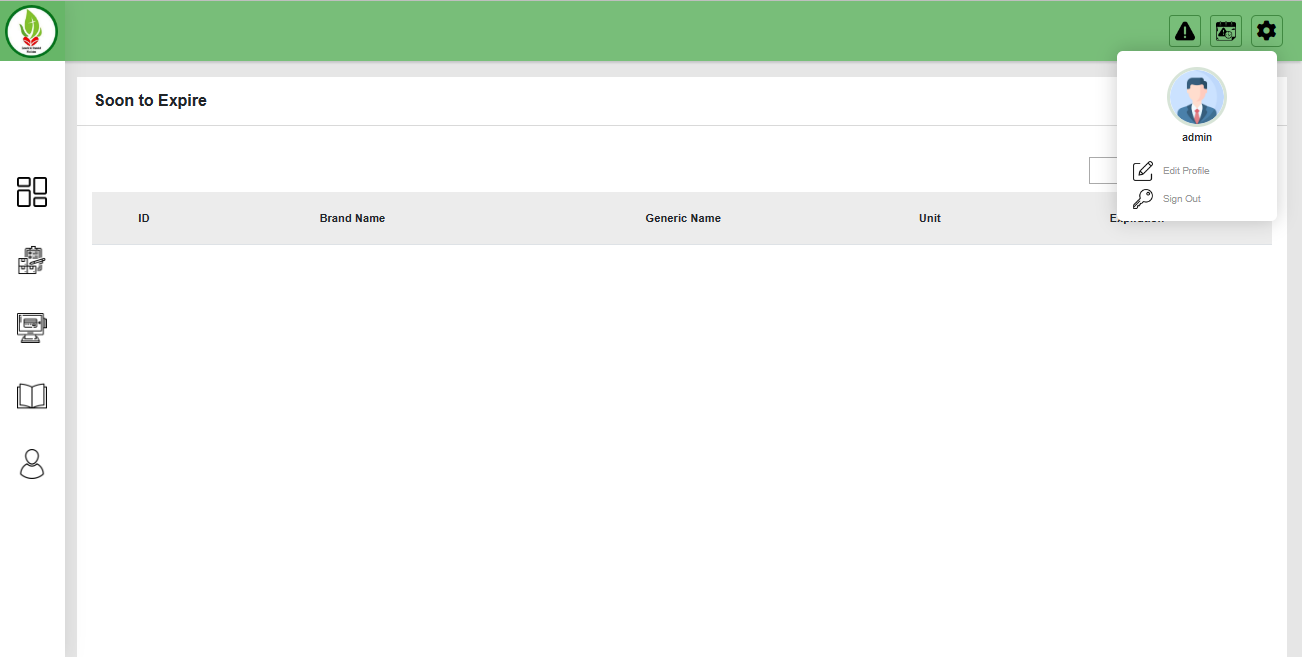 Soon to Expire
admin
Edit Profile
Sign Out
ID Brand Name Generic Name Unit Expiration